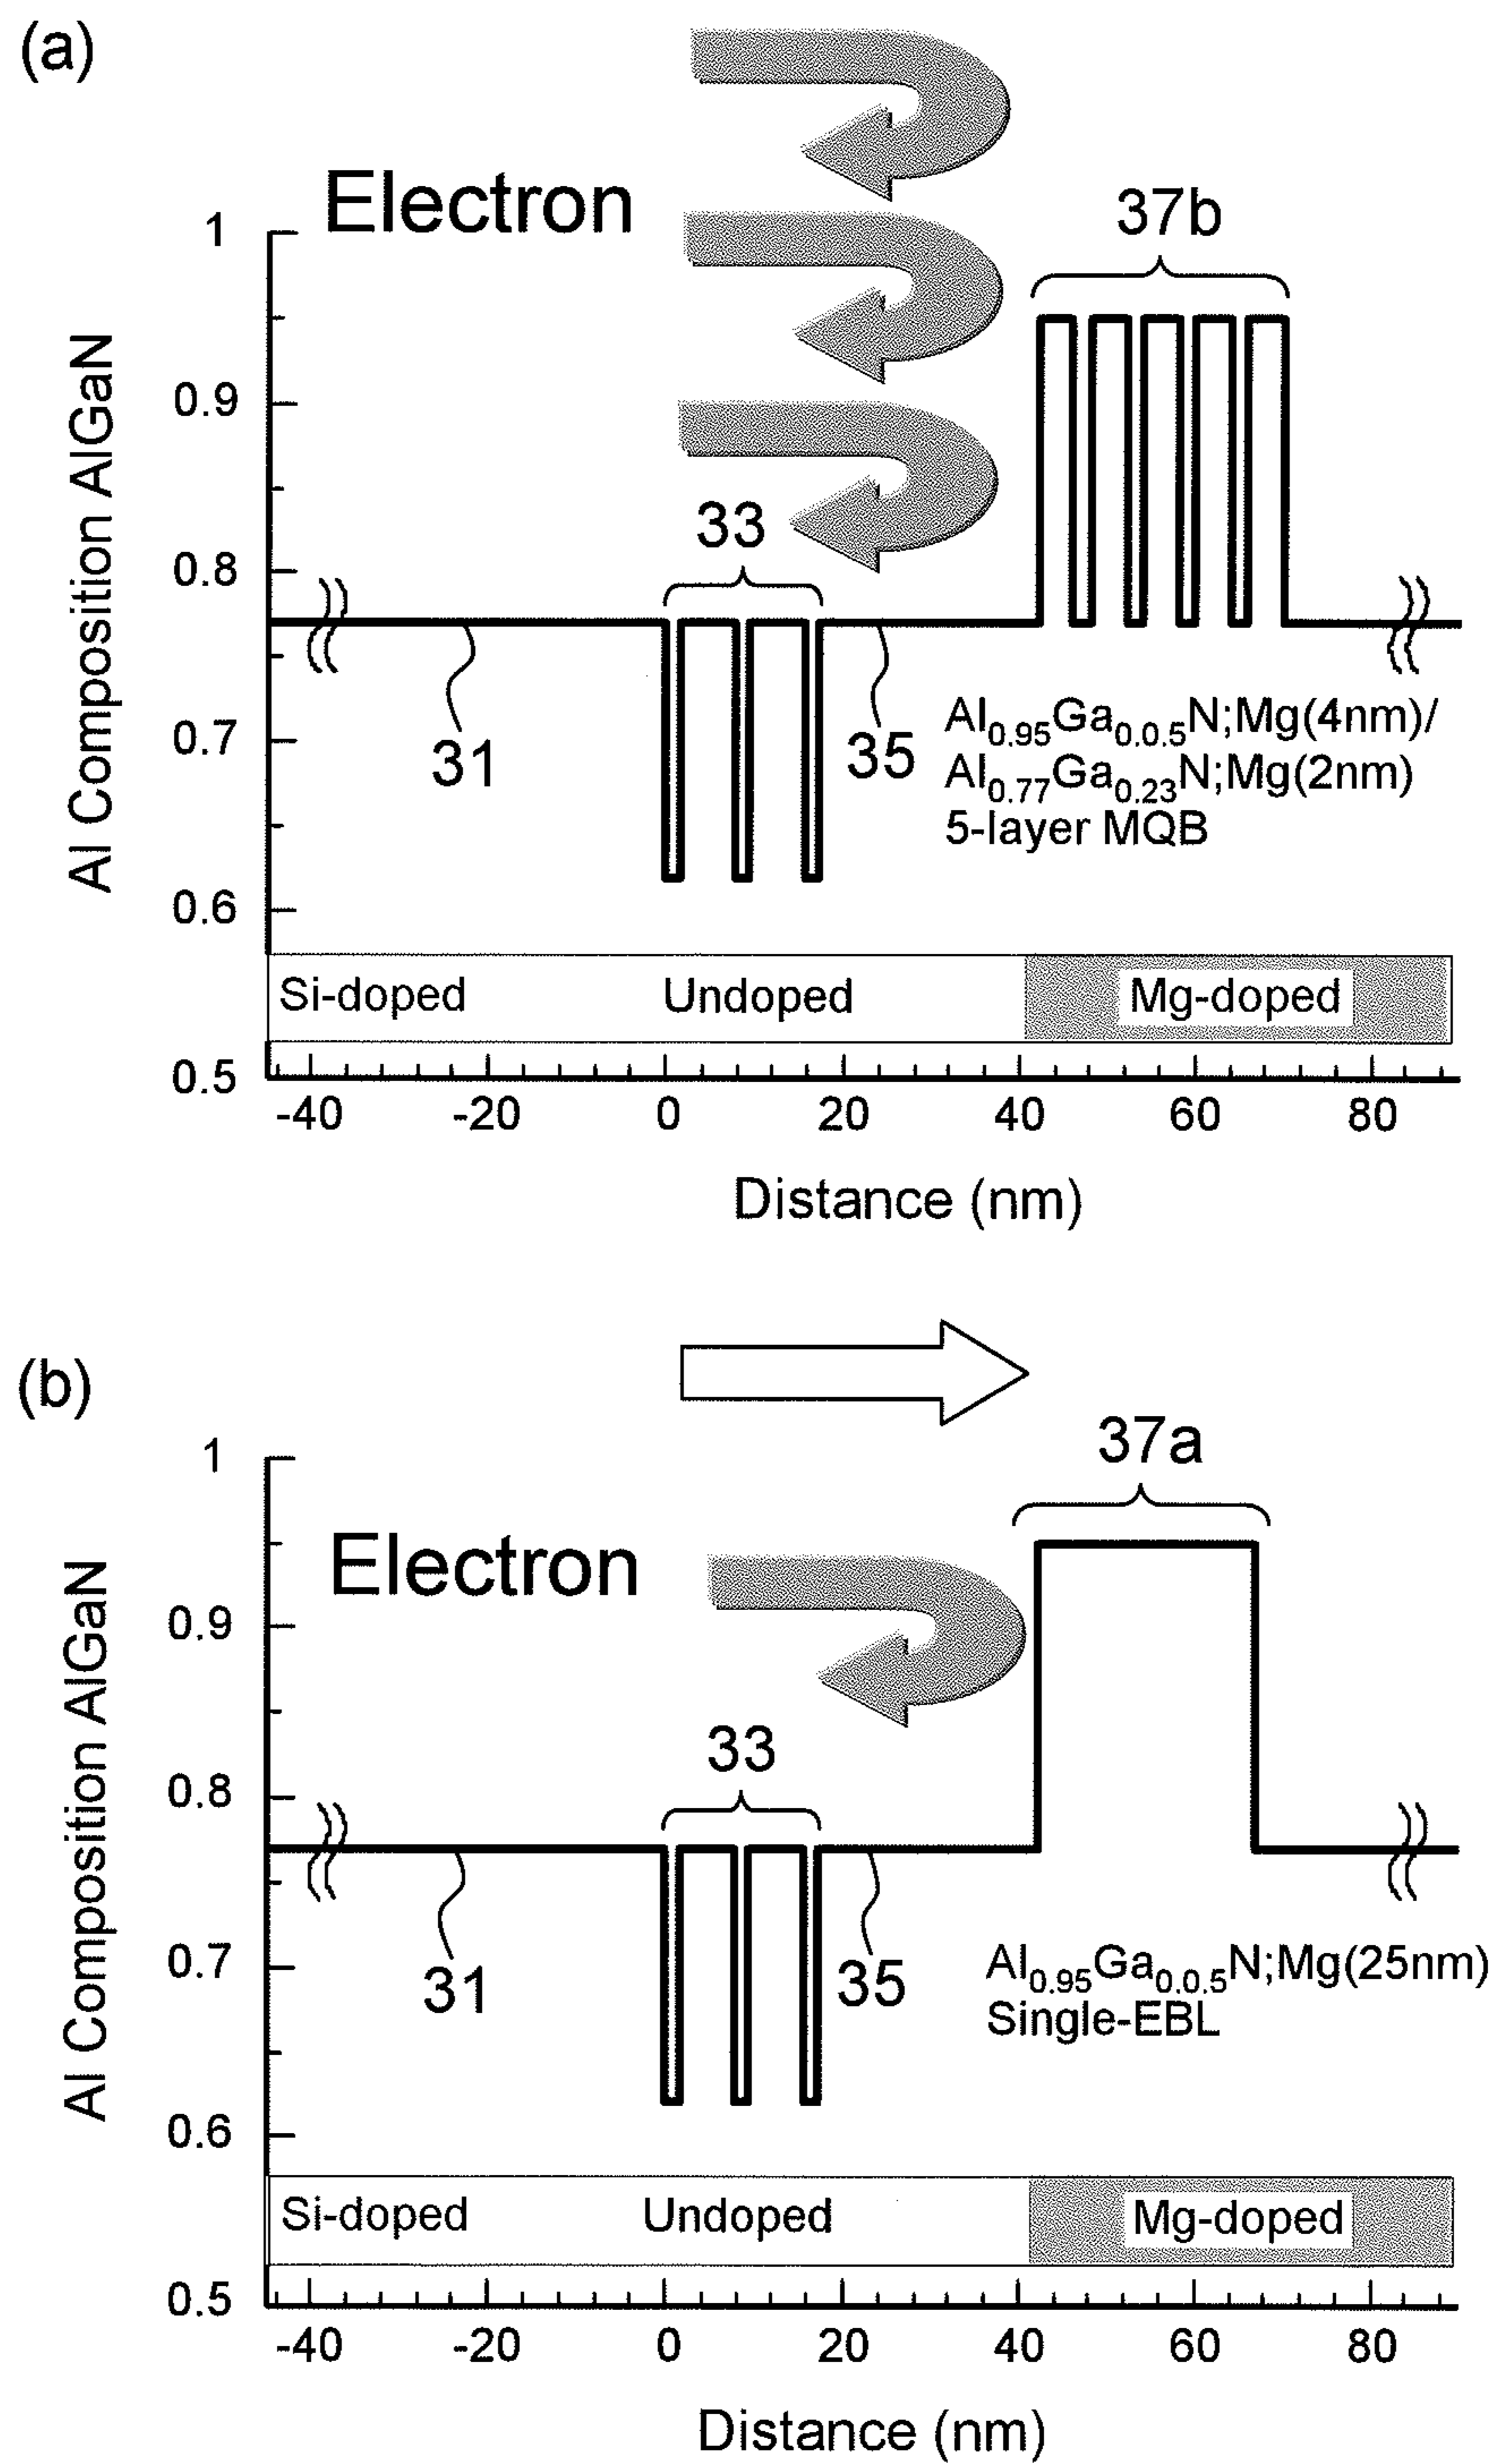 (a)
Electron
37b
1
0.9
0.8
0.7
0.6
0.5
Al Composition AlGaN
33
31
35
Al0.95Ga0.0.5N;Mg(4nm)/
Al0.77Ga0.23N;Mg(2nm)
5-layer MQB
Si-doped Undoped Mg-doped
-40 -20 0 20 40 60 80
Distance (nm)
(b)
Electron
37a
1
0.9
0.8
0.7
0.6
0.5
Al Composition AlGaN
33
31
35
Al0.95Ga0.0.5N;Mg(25nm)
Single-EBL
Si-doped Undoped Mg-doped
-40 -20 0 20 40 60 80
Distance (nm)